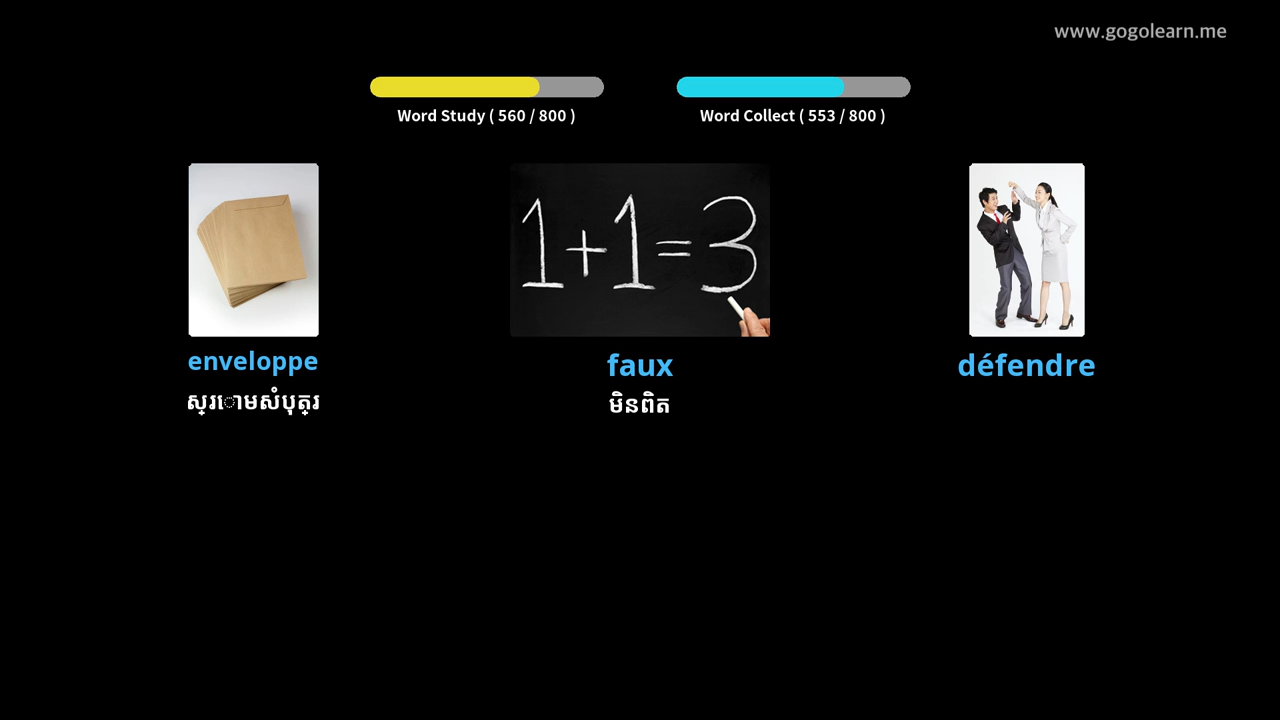 www.gogolearn.me
Word Study ( 560 / 800 )
Word Collect ( 553 / 800 )
1+1=3
enveloppe
ស្រោមសំបុត្រ
faux
មិនពិត
défendre